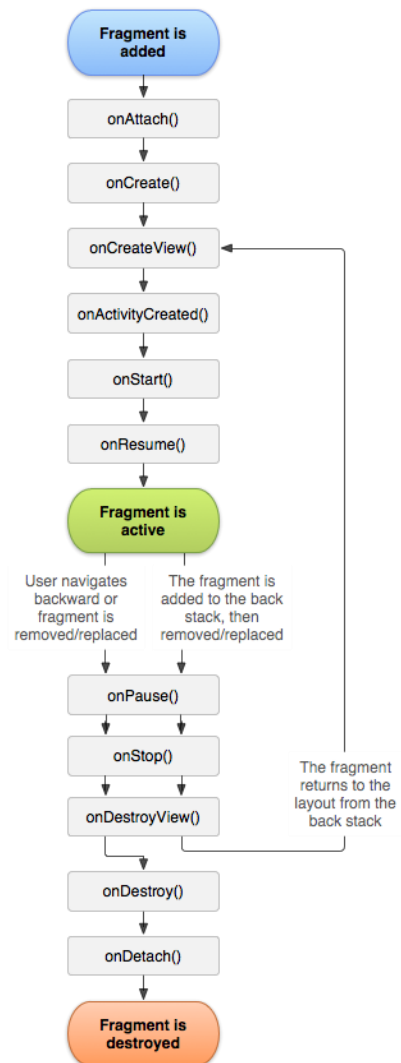 Fragment is
added
onAttach()
onCreate()
onCreateView()
onActivityCreated()
onStart()
onResume()
Fragment is
active
User navigates
backward or
fragment is
removed/replaced
The fragment is
added to the back
stack, then
removed/replaced
onPause()
onStop()
onDestroyView()
The fragment
returns to the
layout from the
back stack
onDestroy()
onDetach()
Fragment is
destroyed